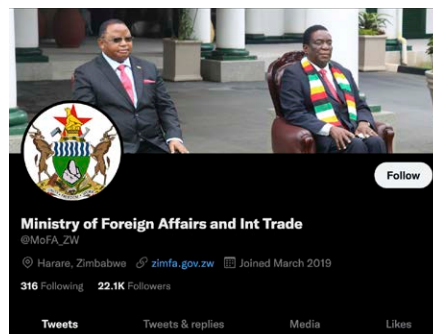 Follow
Ministry of Foreign Affairs and Int Trade
@MoFA_ZW
Harare, Zimbabwe zimfa.gov.zw Joined March 2019
316 Following 22.1K Followers
Tweets Tweets & replies Media Likes